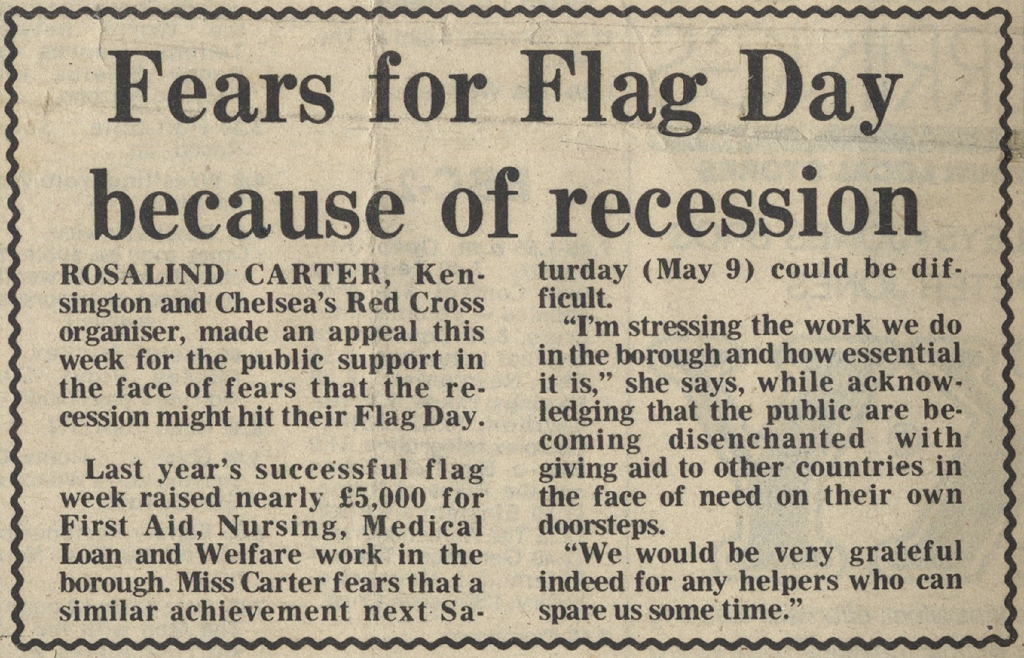 Fears for Flag Day
because of recession
ROSALIND CARTER, Ken-
sington and Chelsea's Red Cross
organiser, made an appeal this
week for the public support in
the face of fears that the re-
cession might hit their Flag Day.
Last year's successful flag
week raised nearly £5,000 for
First Aid, Nursing, Medical
Loan and Welfare work in the
borough. Miss Carter fears that a
similar achievement next Sa-
turday (May 9) could be dif-
ficult.
“I'm stressing the work we do
in the borough and how essential
it is,” she says, while acknow-
ledging that the public are be-
coming disenchanted with
giving aid to other countries in
the face of need on their own
doorsteps.
“We would be very grateful
indeed for any helpers who can
spare us some time.”